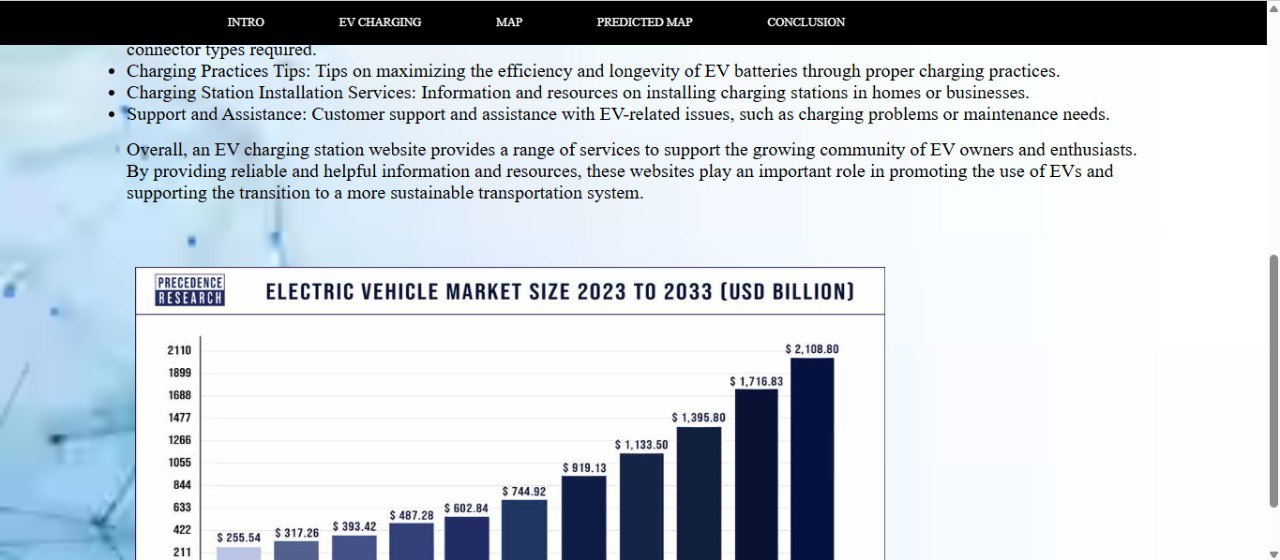 INTRO EV CHARGING MAP PREDICTED MAP CONCLUSION
connector types required.
• Charging Practices Tips: Tips on maximizing the efficiency and longevity of EV batteries through proper charging practices.
• Charging Station Installation Services: Information and resources on installing charging stations in homes or businesses.
• Support and Assistance: Customer support and assistance with EV-related issues, such as charging problems or maintenance needs.
Overall, an EV charging station website provides a range of services to support the growing community of EV owners and enthusiasts.
By providing reliable and helpful information and resources, these websites play an important role in promoting the use of EVs and
supporting the transition to a more sustainable transportation system.
PRECEDENCE
RESEARCH
ELECTRIC VEHICLE MARKET SIZE 2023 TO 2033 (USD BILLION)
2110
1899
1688
1477
1266
1055
844
633
422
211
$ 255.54
$ 317.26
$ 393.42
$ 487.28
$ 602.84
$ 744.92
$ 919.13
$ 1,133.50
$ 1,395.80
$ 1,716.83
$ 2,108.80